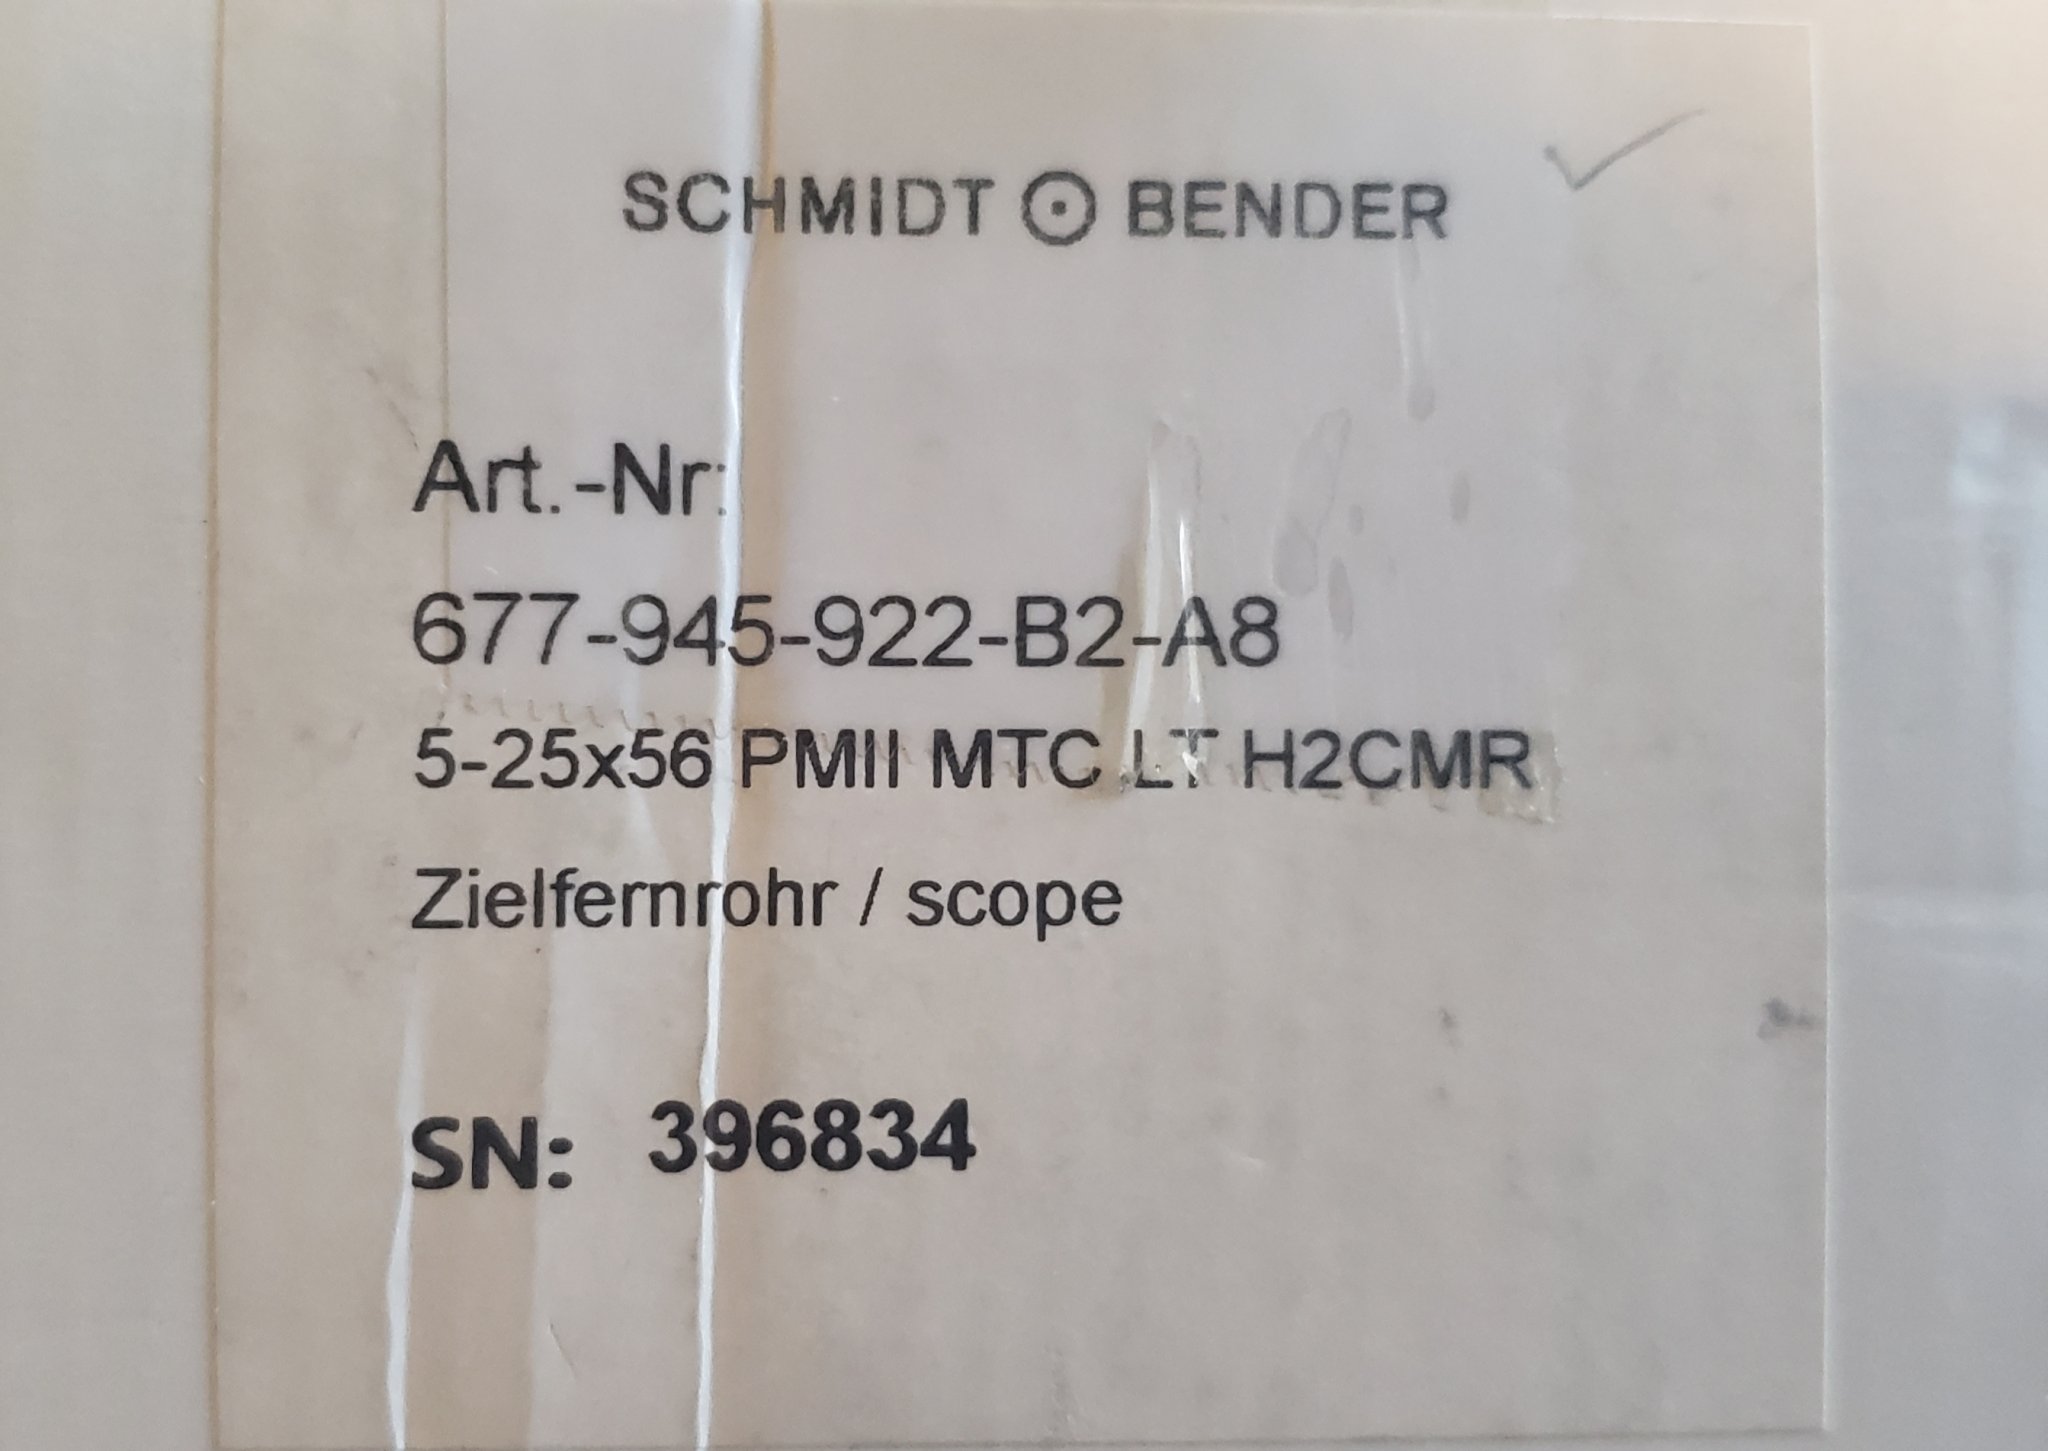 SCHMIDT BENDER
Art.-Nr:
677-945-922-B2-A8
5-25x56 PMII MTC LT H2CMR
Zielfernrohr / scope
SN: 396834